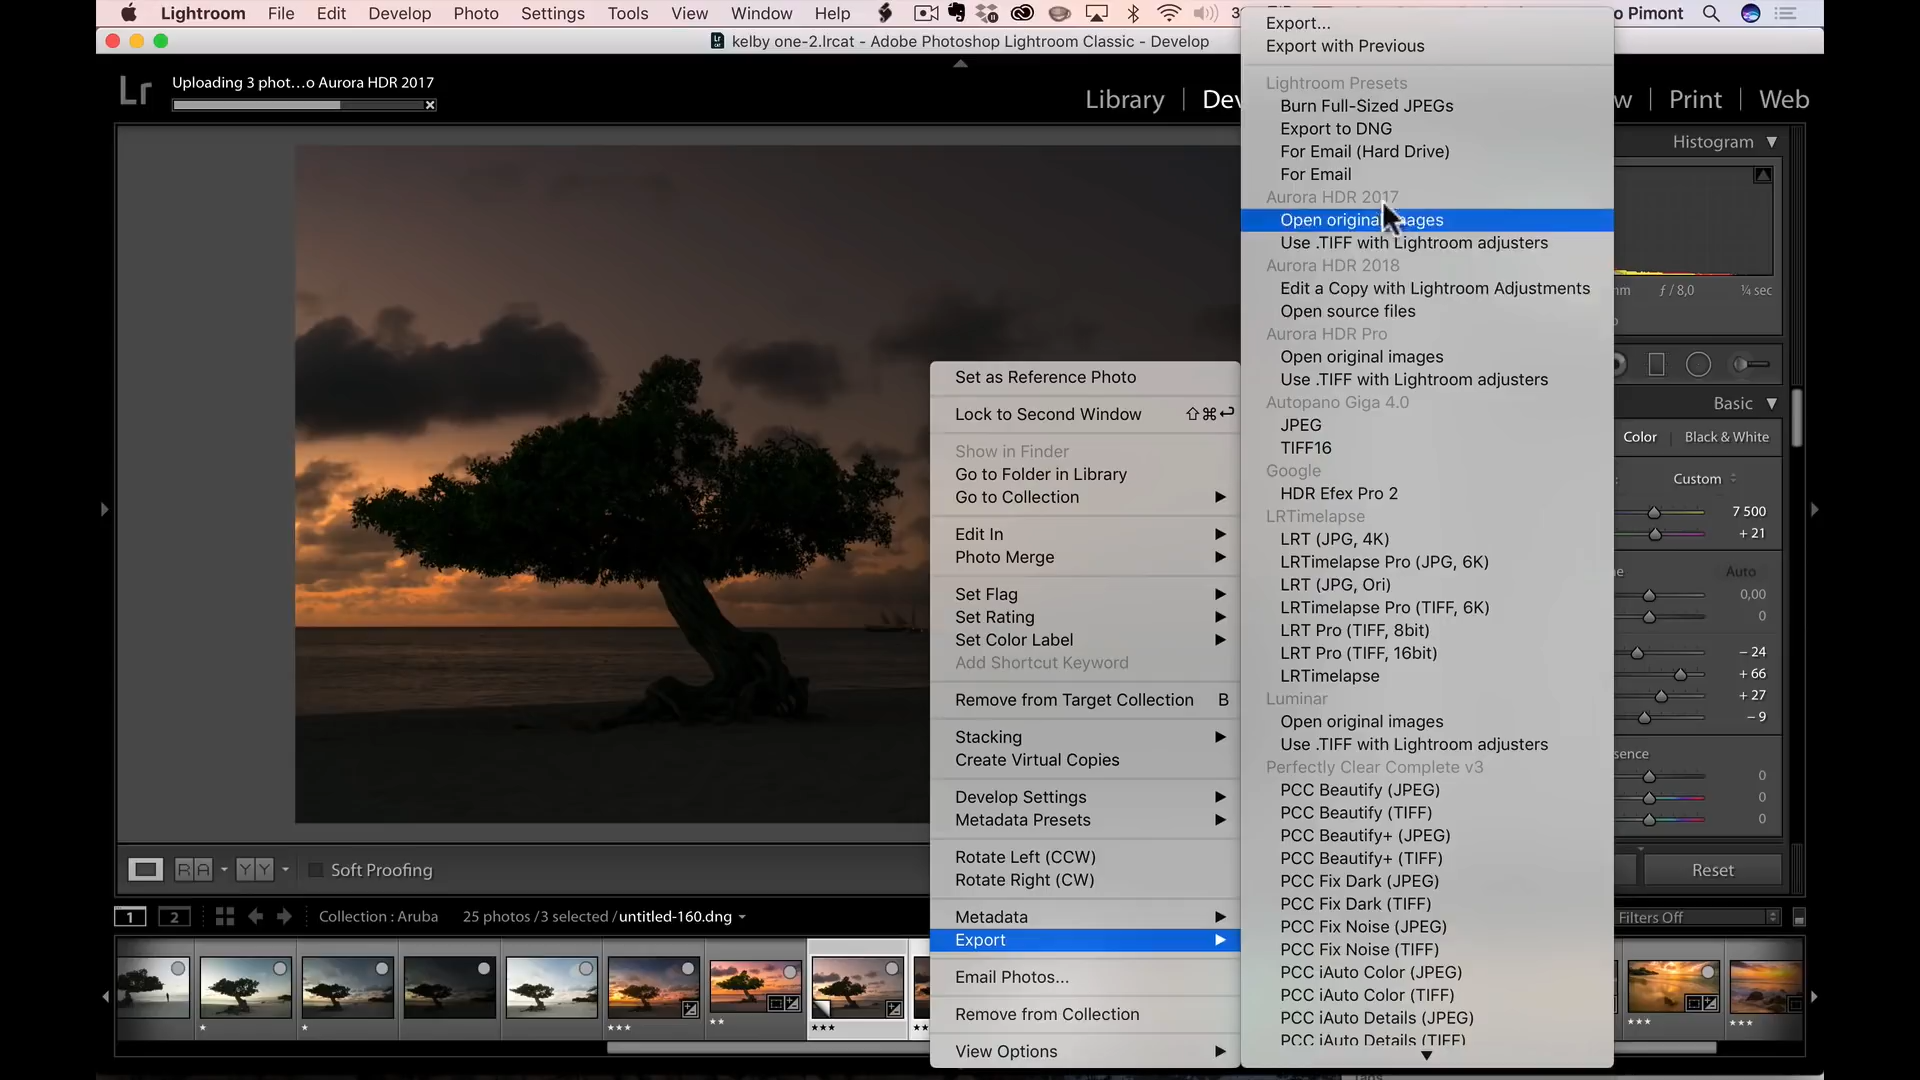 Lightroom File Edit Develop Photo Settings Tools View Window Help
o Pimont
kelby one-2.lrcat - Adobe Photoshop Lightroom Classic - Develop
Lr
Uploading 3 phot...o Aurora HDR 2017
Library | Dev
w | Print | Web
Histogram
f / 8,0 ¼ sec
Basic
Color Black & White
Custom
7 500
+ 21
Auto
0,00
0
- 24
+ 66
+ 27
- 9
sence
0
0
0
Reset
Set as Reference Photo
Lock to Second Window ⇧⌘↩
Show in Finder
Go to Folder in Library
Go to Collection
Edit In
Photo Merge
Set Flag
Set Rating
Set Color Label
Add Shortcut Keyword
Remove from Target Collection B
Stacking
Create Virtual Copies
Develop Settings
Metadata Presets
Rotate Left (CCW)
Rotate Right (CW)
Metadata
Export
Email Photos...
Remove from Collection
View Options
Export...
Export with Previous
Lightroom Presets
Burn Full-Sized JPEGs
Export to DNG
For Email (Hard Drive)
For Email
Aurora HDR 2017
Open original images
Use .TIFF with Lightroom adjusters
Aurora HDR 2018
Edit a Copy with Lightroom Adjustments
Open source files
Aurora HDR Pro
Open original images
Use .TIFF with Lightroom adjusters
Autopano Giga 4.0
JPEG
TIFF16
Google
HDR Efex Pro 2
LRTimelapse
LRT (JPG, 4K)
LRTimelapse Pro (JPG, 6K)
LRT (JPG, Ori)
LRTimelapse Pro (TIFF, 6K)
LRT Pro (TIFF, 8bit)
LRT Pro (TIFF, 16bit)
LRTimelapse
Luminar
Open original images
Use .TIFF with Lightroom adjusters
Perfectly Clear Complete v3
PCC Beautify (JPEG)
PCC Beautify (TIFF)
PCC Beautify+ (JPEG)
PCC Beautify+ (TIFF)
PCC Fix Dark (JPEG)
PCC Fix Dark (TIFF)
PCC Fix Noise (JPEG)
PCC Fix Noise (TIFF)
PCC iAuto Color (JPEG)
PCC iAuto Color (TIFF)
PCC iAuto Details (JPEG)
PCC iAuto Details (TIFF)
R A Y Y Soft Proofing
1 2 Collection : Aruba 25 photos / 3 selected / untitled-160.dng
Filters Off